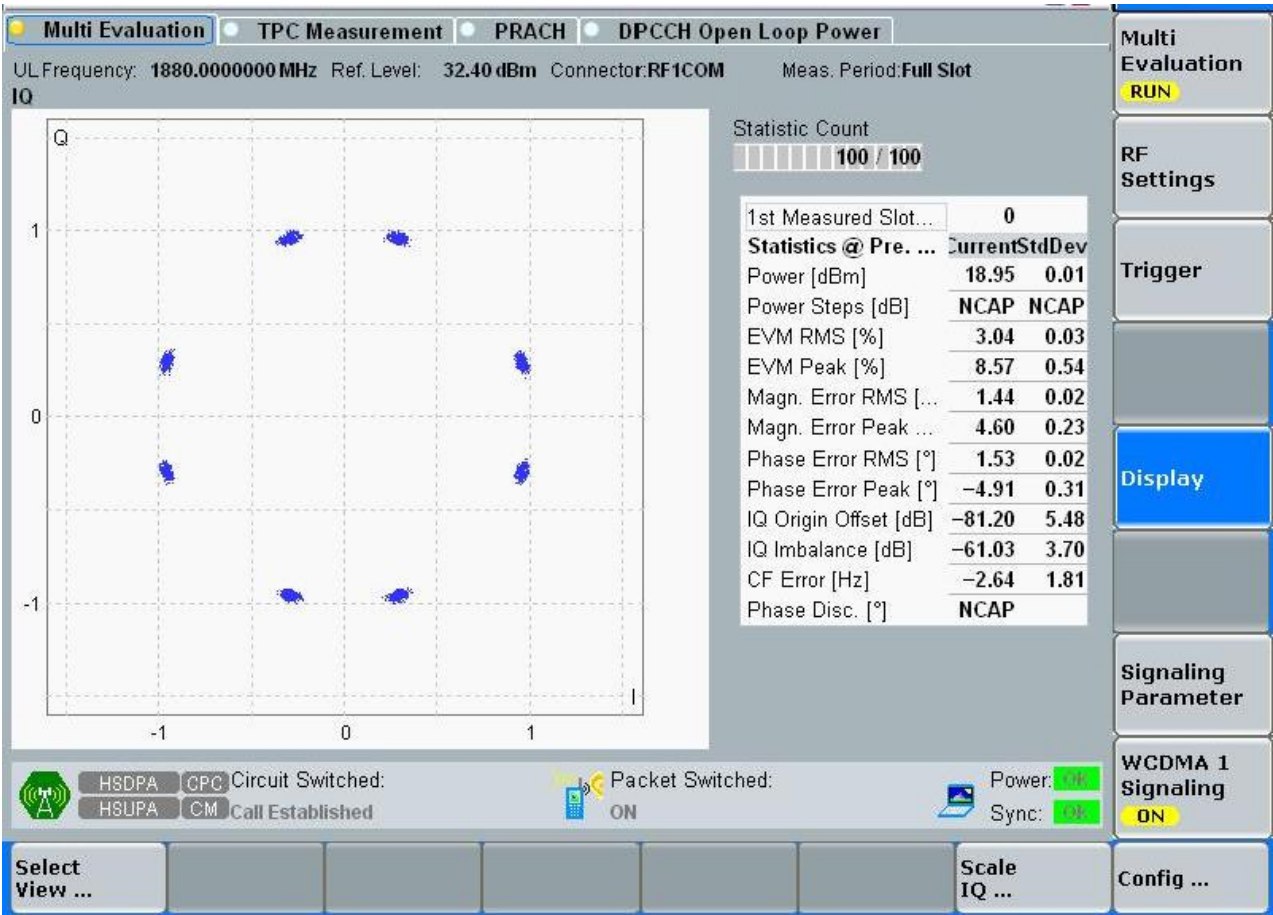 Multi Evaluation TPC Measurement PRACH DPCCH Open Loop Power
UL Frequency: 1880.0000000 MHz Ref. Level: 32.40 dBm Connector:RF1COM Meas. Period:Full Slot
IQ
Q
1
0
-1
-1 0 1
I
Statistic Count
100 / 100
1st Measured Slot... 0
Statistics @ Pre. ... Current StdDev
Power [dBm] 18.95 0.01
Power Steps [dB] NCAP NCAP
EVM RMS [%] 3.04 0.03
EVM Peak [%] 8.57 0.54
Magn. Error RMS [... 1.44 0.02
Magn. Error Peak ... 4.60 0.23
Phase Error RMS [°] 1.53 0.02
Phase Error Peak [°] −4.91 0.31
IQ Origin Offset [dB] −81.20 5.48
IQ Imbalance [dB] −61.03 3.70
CF Error [Hz] −2.64 1.81
Phase Disc. [°] NCAP
HSDPA CPC Circuit Switched:
HSUPA CM Call Established
Packet Switched:
ON
Power: OK
Sync: OK
Multi
Evaluation
RUN
RF
Settings
Trigger
Display
Signaling
Parameter
WCDMA 1
Signaling
ON
Select
View ...
Scale
IQ ...
Config ...